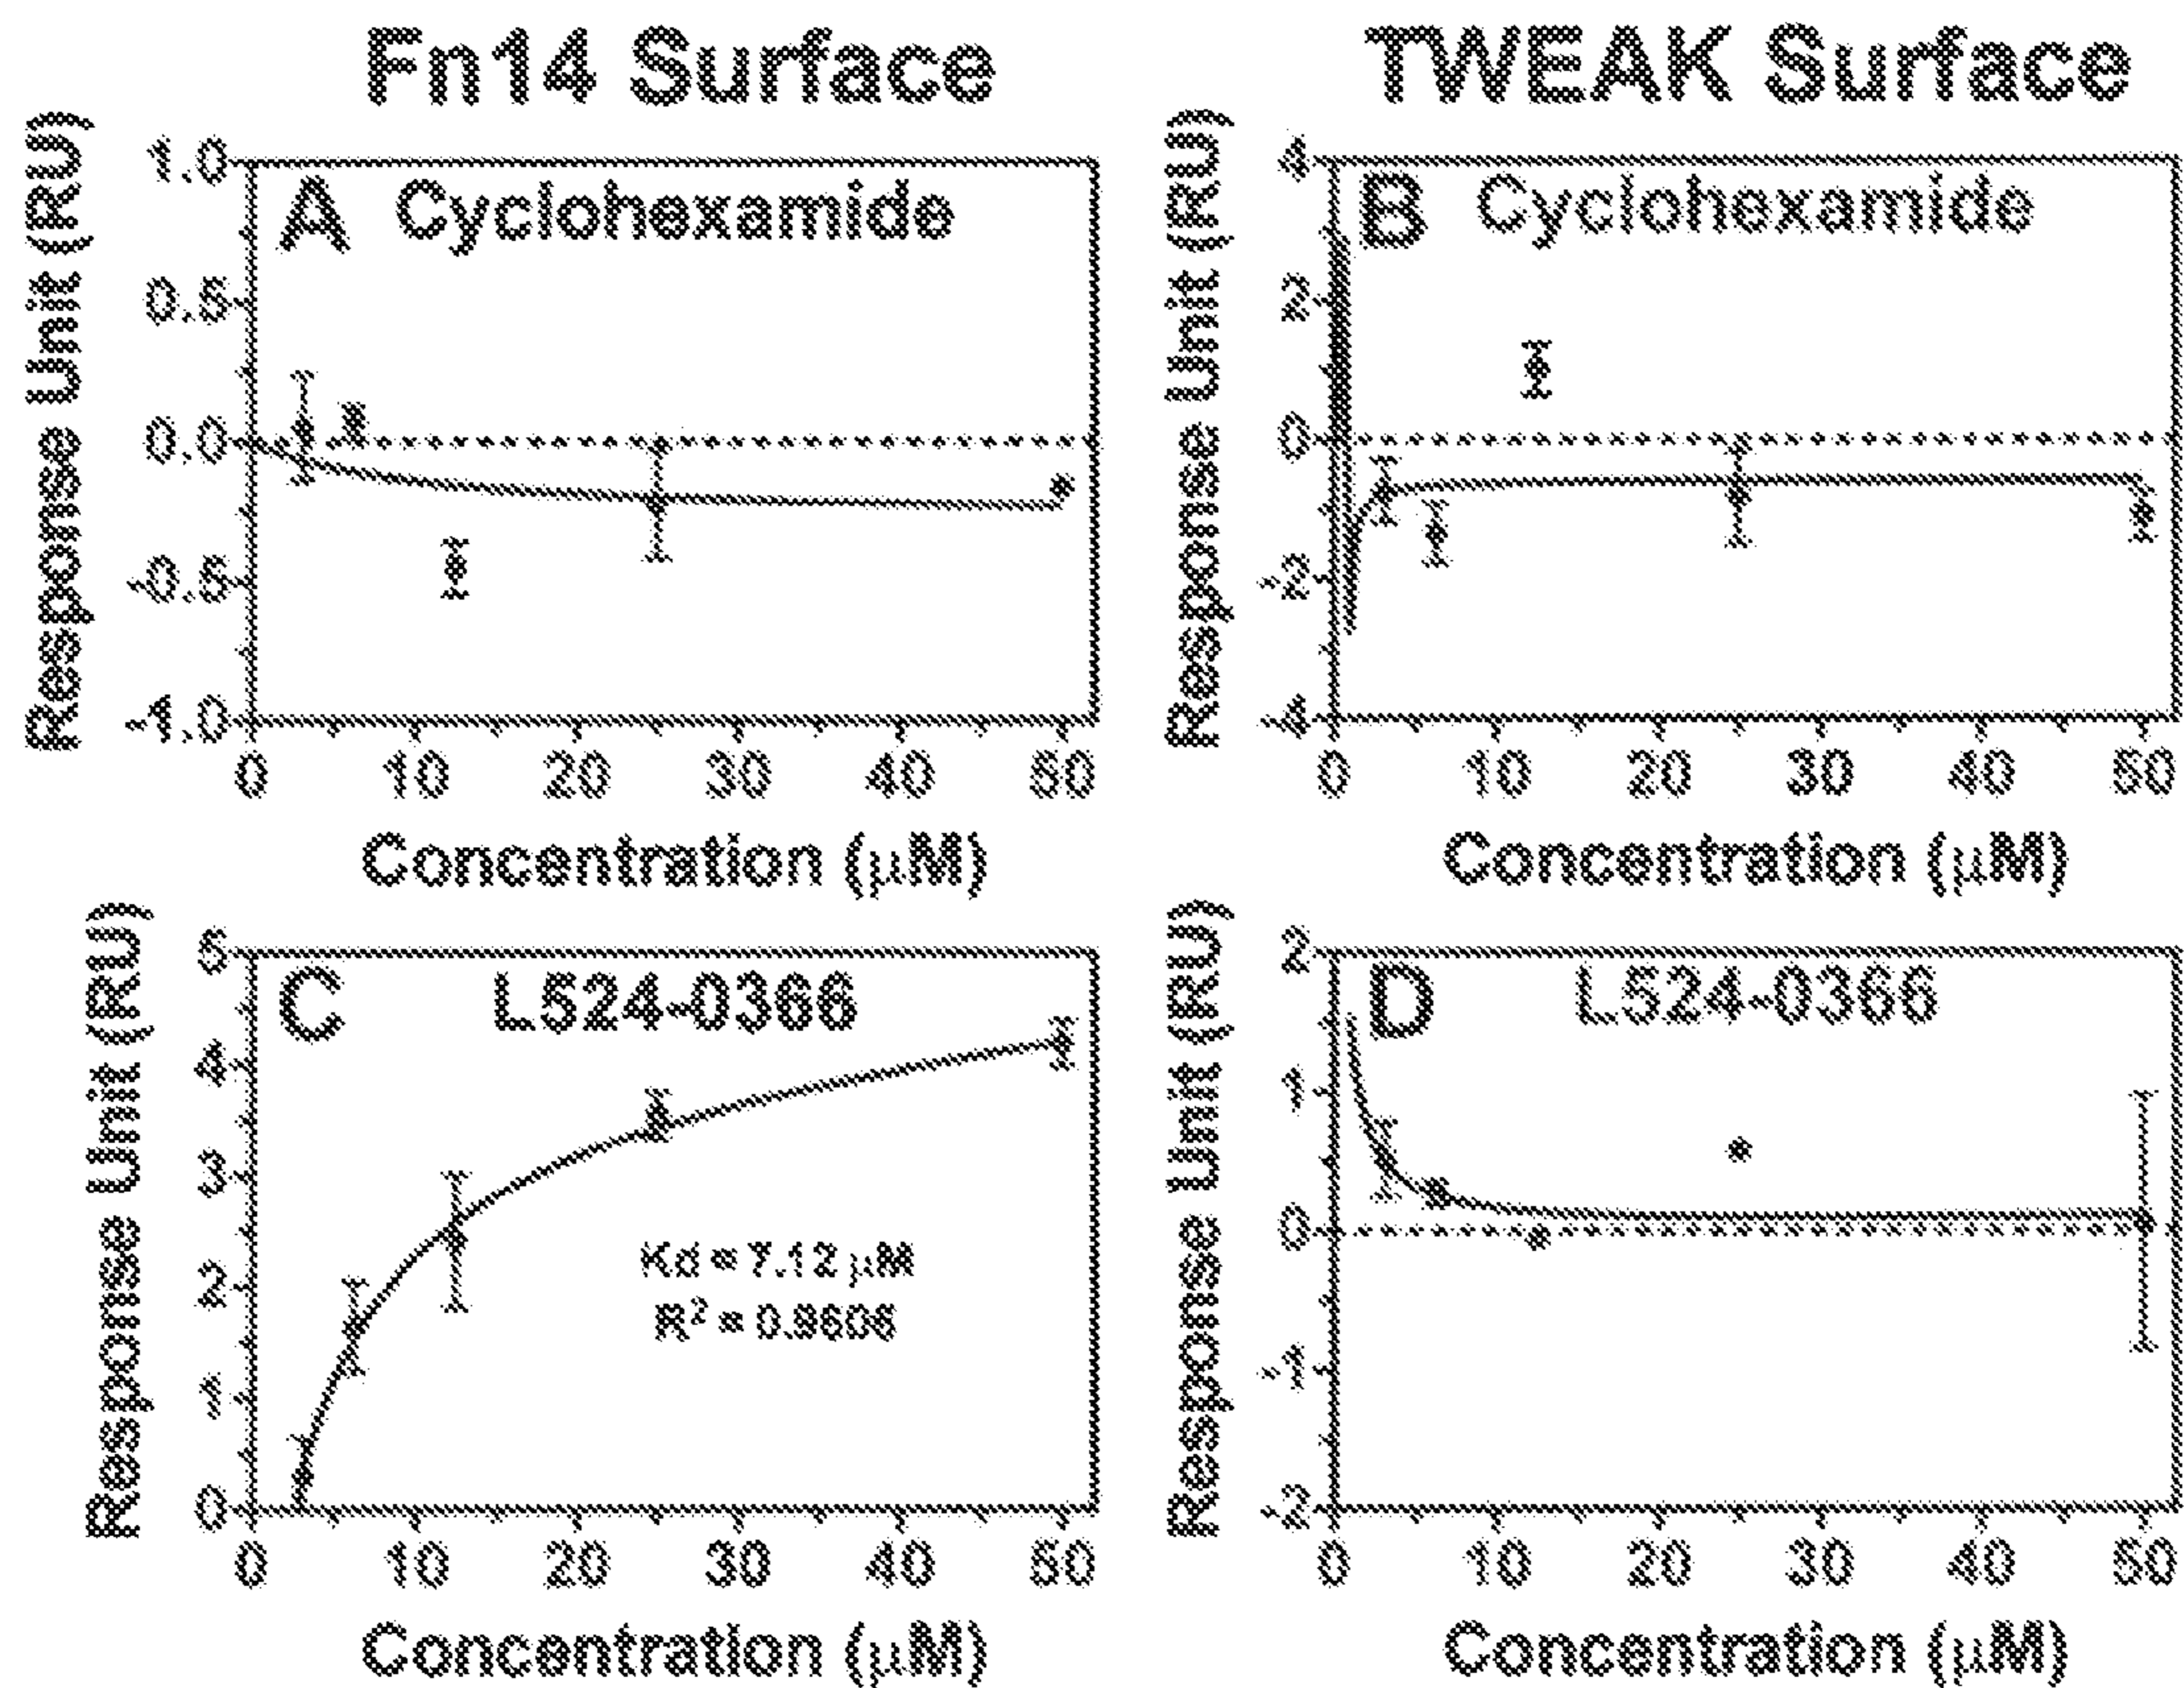 Fn14 Surface
TWEAK Surface
Response Unit (RU)
1.0
0.5
0.0
-0.5
-1.0
A Cyclohexamide
0 10 20 30 40 50
Concentration (μM)
Response Unit (RU)
4
2
0
-2
-4
B Cyclohexamide
0 10 20 30 40 50
Concentration (μM)
Response Unit (RU)
5
4
3
2
1
0
C L524-0366
Kd = 7.12 μM
0 10 20 30 40 50
Concentration (μM)
Response Unit (RU)
2
1
0
-1
-2
D L524-0366
0 10 20 30 40 50
Concentration (μM)